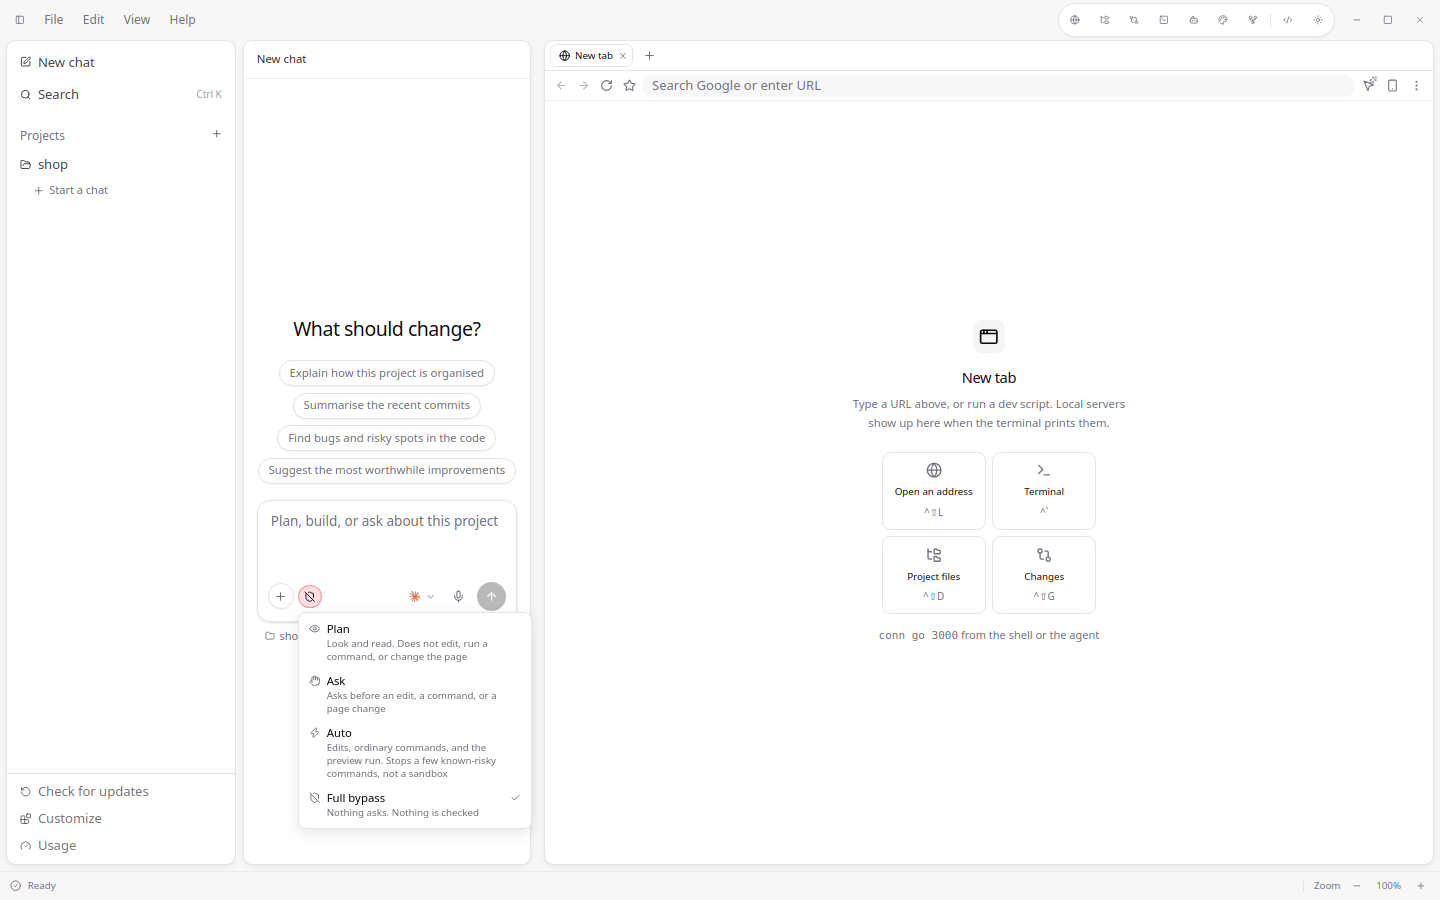 File Edit View Help
New chat
Search Ctrl K
Projects
shop
Start a chat
Check for updates
Customize
Usage
New chat
What should change?
Explain how this project is organised
Summarise the recent commits
Find bugs and risky spots in the code
Suggest the most worthwhile improvements
Plan, build, or ask about this project
sho
Plan
Look and read. Does not edit, run a
command, or change the page
Ask
Asks before an edit, a command, or a
page change
Auto
Edits, ordinary commands, and the
preview run. Stops a few known-risky
commands, not a sandbox
Full bypass
Nothing asks. Nothing is checked
New tab
Search Google or enter URL
New tab
Type a URL above, or run a dev script. Local servers
show up here when the terminal prints them.
Open an address
^⇧L
Terminal
^`
Project files
^⇧D
Changes
^⇧G
conn go 3000 from the shell or the agent
Ready
Zoom 100%